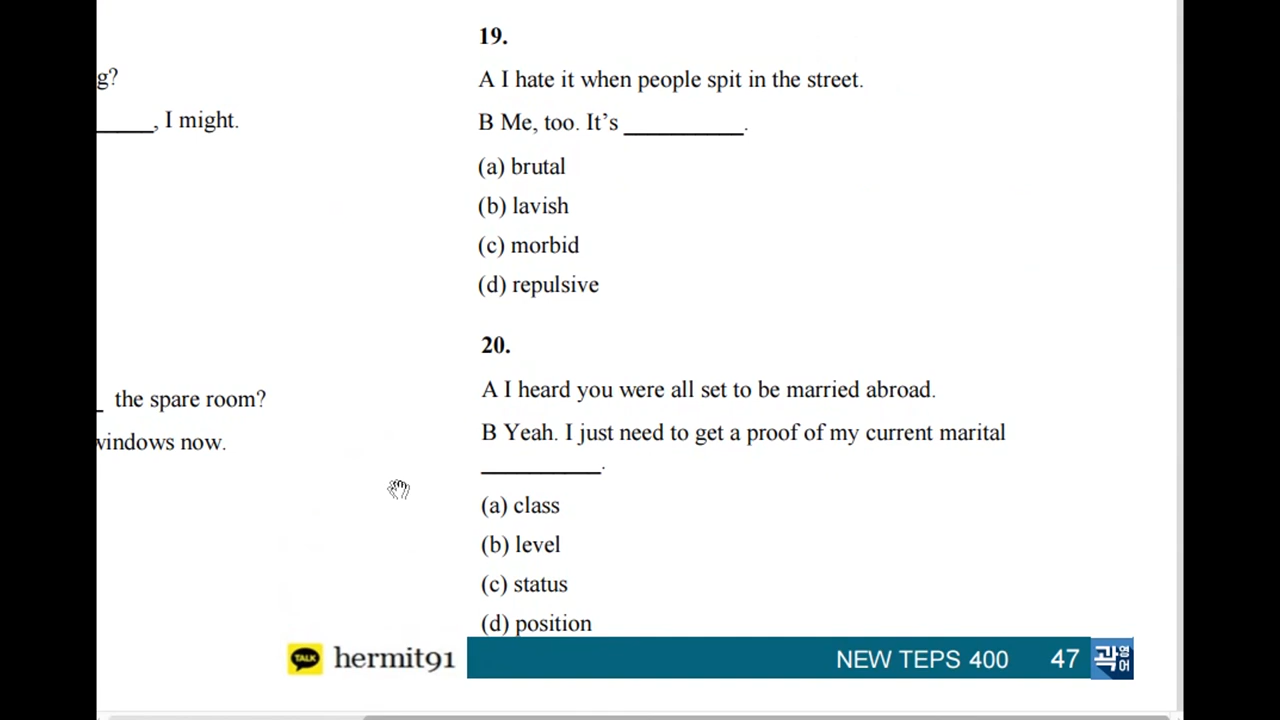 g?
, I might.
the spare room?
windows now.
19.
A I hate it when people spit in the street.
B Me, too. It's __________.
(a) brutal
(b) lavish
(c) morbid
(d) repulsive
20.
A I heard you were all set to be married abroad.
B Yeah. I just need to get a proof of my current marital
__________.
(a) class
(b) level
(c) status
(d) position
TALK hermit91
NEW TEPS 400 47 곽영어